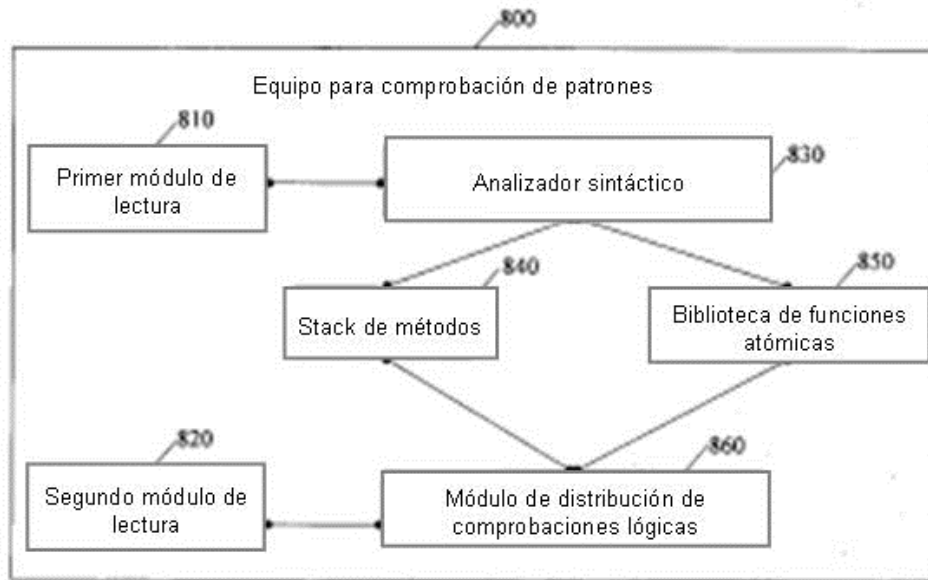 800
Equipo para comprobación de patrones
810
Primer módulo de
lectura
830
Analizador sintáctico
840
Stack de métodos
850
Biblioteca de funciones
atómicas
820
Segundo módulo de
lectura
860
Módulo de distribución de
comprobaciones lógicas